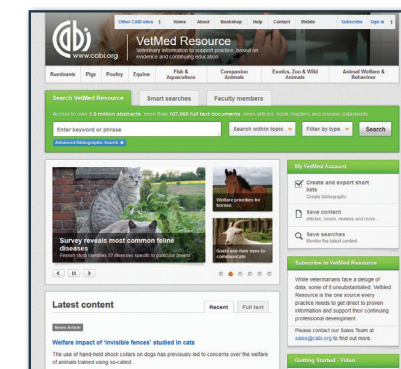 Other CABI sites
Home About Bookshop Help Contact Mobile
Subscribe Sign in
cabi
www.cabi.org
VetMed Resource
Veterinary information to support practice, based on
evidence and continuing education
Ruminants Pigs Poultry Equine Fish & Aquaculture Companion Animals Exotics, Zoo & Wild Animals Animal Welfare & Behaviour
Search VetMed Resource Smart searches Faculty members
Access to over 1.8 million abstracts, more than 107,000 full text documents, news articles, book chapters and disease datasheets
Enter keyword or phrase Search within topic Filter by type Search
Advanced Bibliographic Search
Survey reveals most common feline
diseases
Finnish study identifies 57 diseases specific to particular breeds
Welfare priorities for
horses
Goats use their eyes to
communicate
My VetMed Account
Create and export short
lists
Create bibliography
Save content
Articles, books, reviews and more...
Save searches
Monitor the latest content
Subscribe to VetMed Resource
While veterinarians face a deluge of
data, some of it unsubstantiated, VetMed
Resource is the one source every
practice needs to get direct to proven
information and support their continuing
professional development.
Please contact our Sales Team at
sales@cabi.org to find out more.
Getting Started - Video
Latest content Recent Full text
News Article
Welfare impact of 'invisible fences' studied in cats
The use of hand-held shock collars on dogs has previously led to concerns over the welfare
of animals trained using so-called...